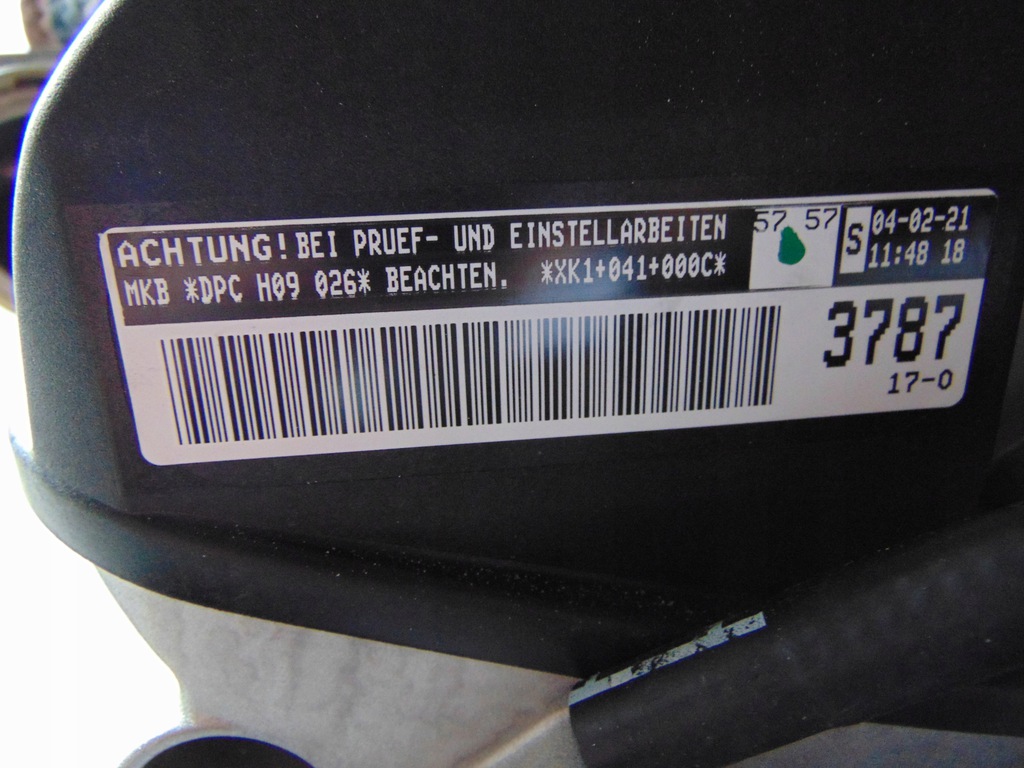 ACHTUNG! BEI PRUEF- UND EINSTELLARBEITEN
MKB *DPC H09 026* BEACHTEN. *XK1+041+000C*
57 57
S
04-02-21
11:48 18
3787
17-0